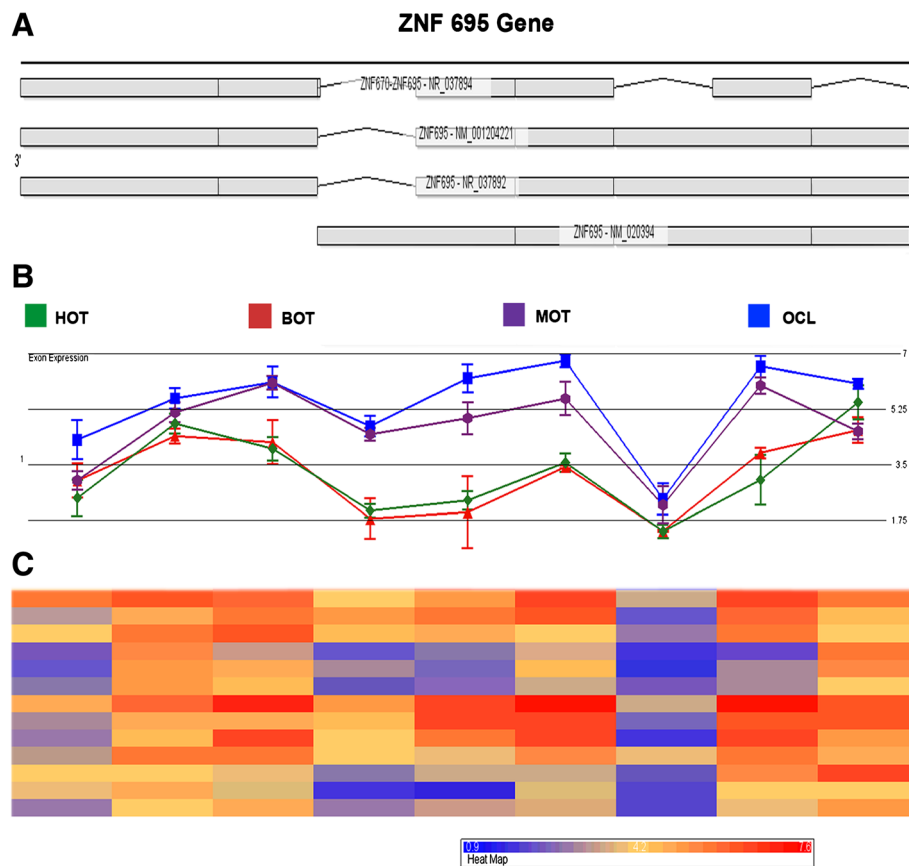 A
ZNF 695 Gene
ZNF670-ZNF695 - NR_037894
ZNF695 - NM_001204221
3'
ZNF695 - NR_037892
ZNF695 - NM_020394
B
HOT BOT MOT OCL
Exon Expression
7
5.25
1
3.5
1.75
C
0.9 4.2 7.6
Heat Map